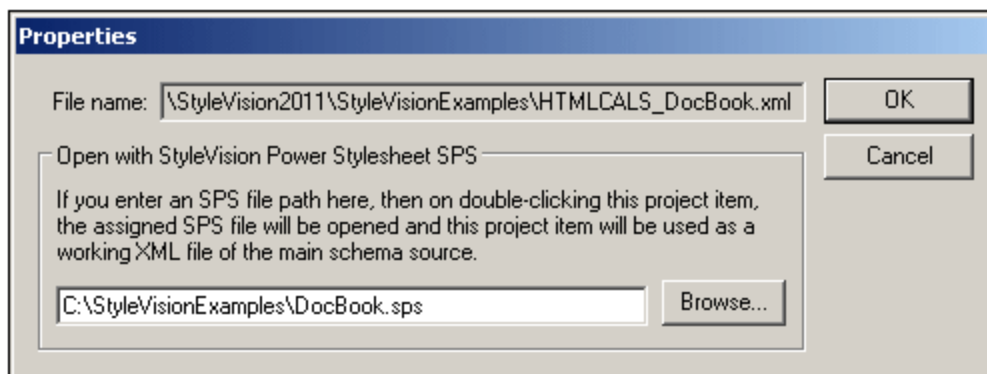 Properties
File name: \StyleVision2011\StyleVisionExamples\HTMLCALS_DocBook.xml
OK
Cancel
Open with StyleVision Power Stylesheet SPS
If you enter an SPS file path here, then on double-clicking this project item,
the assigned SPS file will be opened and this project item will be used as a
working XML file of the main schema source.
C:\StyleVisionExamples\DocBook.sps
Browse...